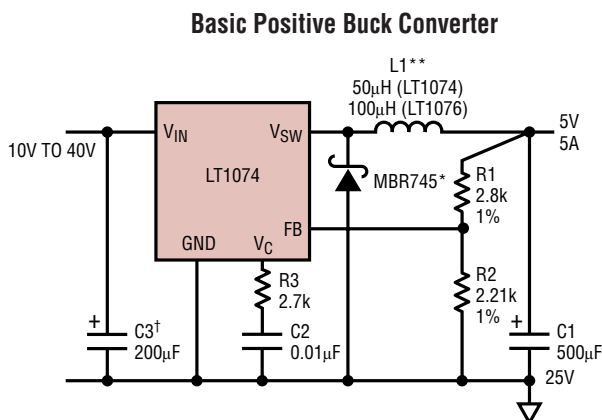 Basic Positive Buck Converter
L1**
50μH (LT1074)
100μH (LT1076)
10V TO 40V
VIN
VSW
5V
5A
LT1074
MBR745*
R1
2.8k
1%
FB
GND
VC
R3
2.7k
R2
2.21k
1%
+
C3†
200μF
C2
0.01μF
+
C1
500μF
25V